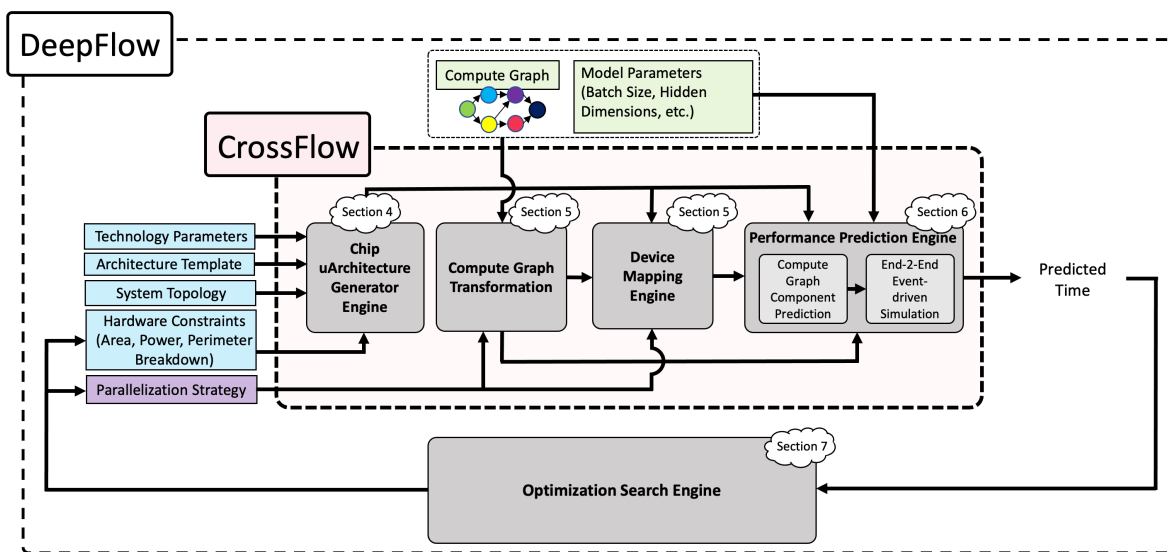 DeepFlow
Compute Graph
Model Parameters
(Batch Size, Hidden
Dimensions, etc.)
CrossFlow
Section 4
Section 5
Section 5
Section 6
Technology Parameters
Architecture Template
System Topology
Hardware Constraints
(Area, Power, Perimeter
Breakdown)
Parallelization Strategy
Chip
uArchitecture
Generator
Engine
Compute Graph
Transformation
Device
Mapping
Engine
Performance Prediction Engine
Compute
Graph
Component
Prediction
End-2-End
Event-
driven
Simulation
Predicted
Time
Section 7
Optimization Search Engine